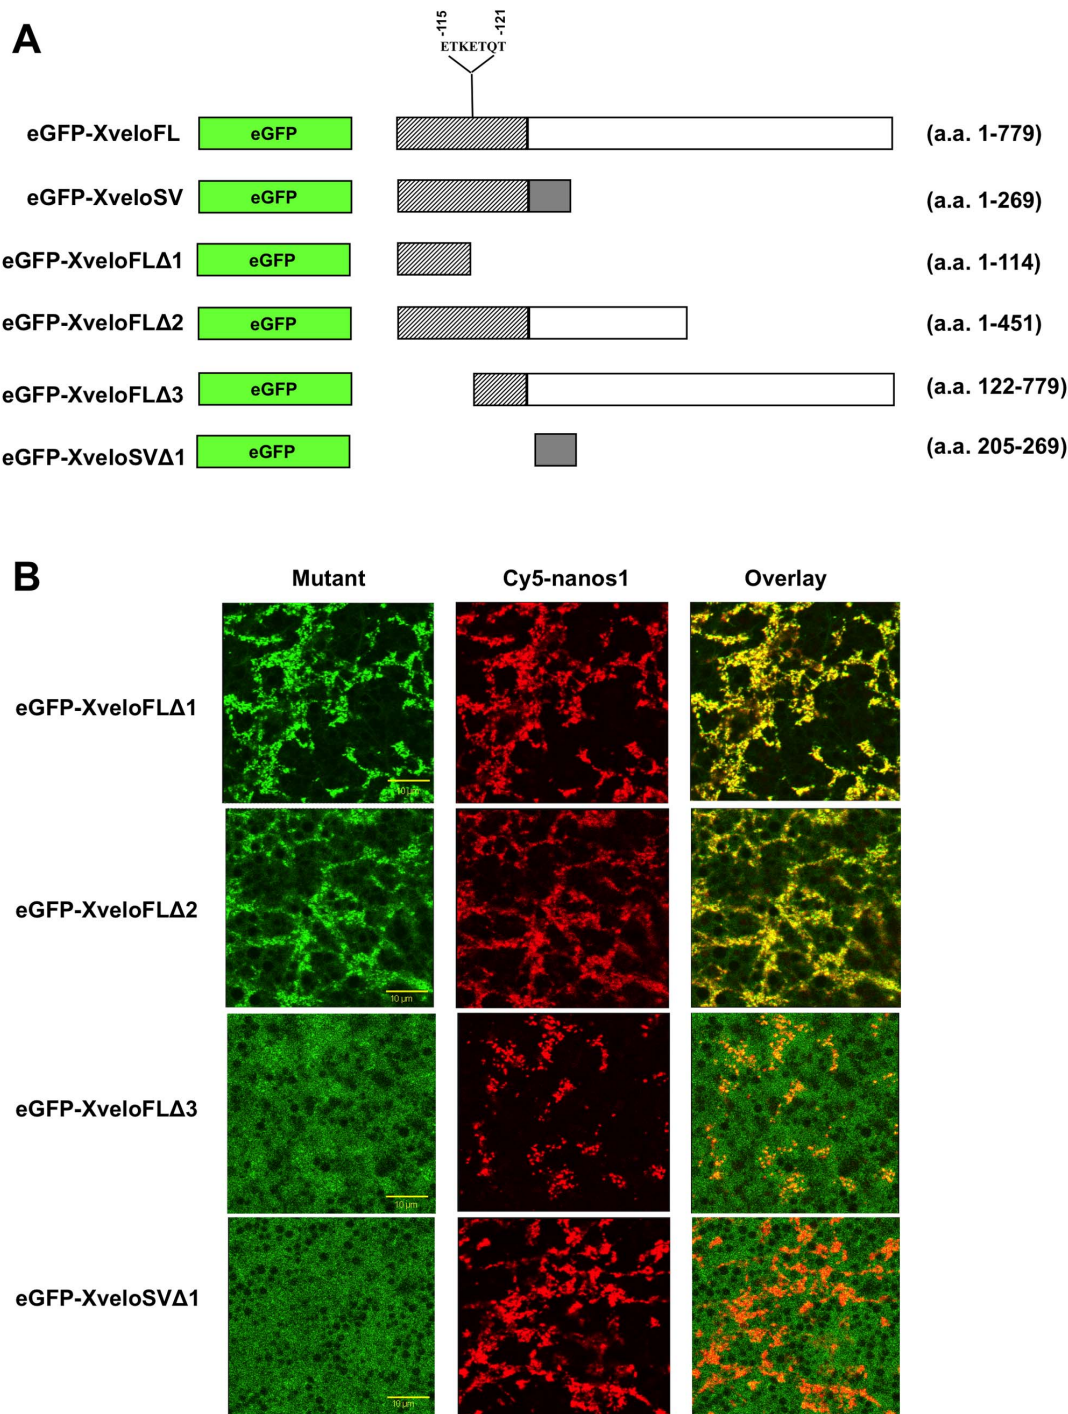 A
-115
-121
ETKETQT
eGFP-XveloFL eGFP (a.a. 1-779)
eGFP-XveloSV eGFP (a.a. 1-269)
eGFP-XveloFLΔ1 eGFP (a.a. 1-114)
eGFP-XveloFLΔ2 eGFP (a.a. 1-451)
eGFP-XveloFLΔ3 eGFP (a.a. 122-779)
eGFP-XveloSVΔ1 eGFP (a.a. 205-269)
B
Mutant Cy5-nanos1 Overlay
eGFP-XveloFLΔ1
10 µm
eGFP-XveloFLΔ2
10 µm
eGFP-XveloFLΔ3
10 µm
eGFP-XveloSVΔ1
10 µm